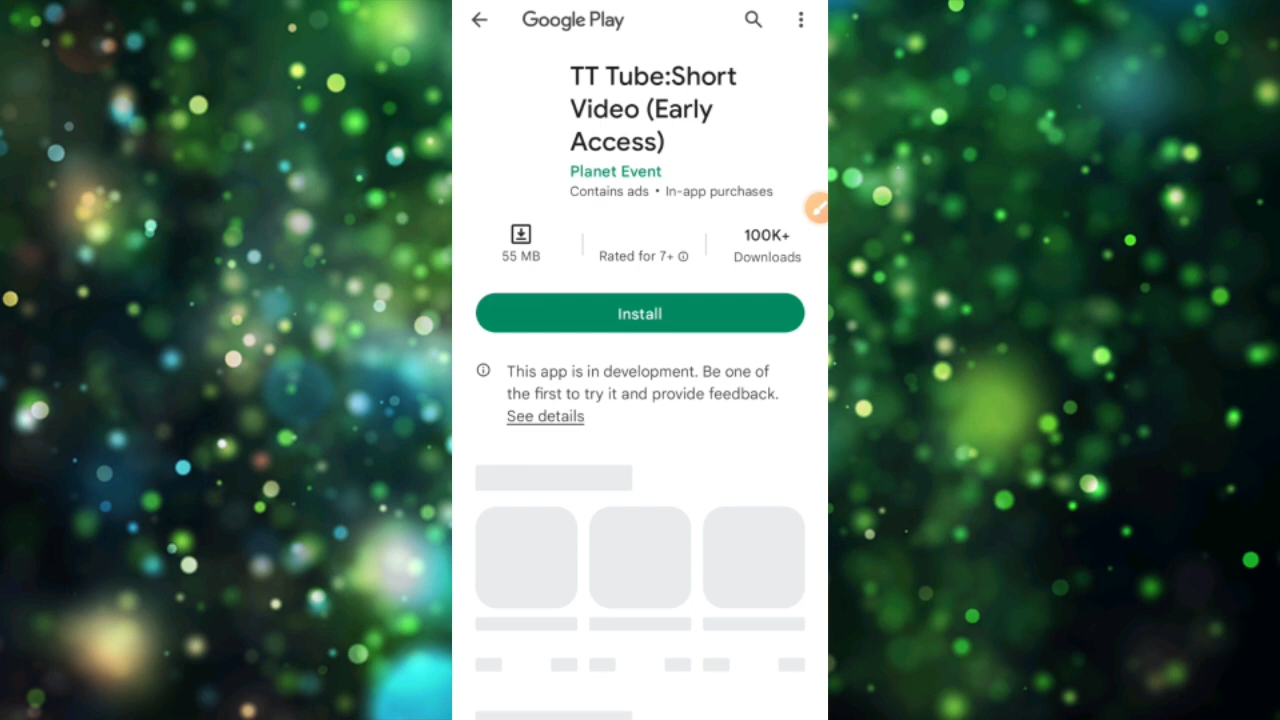 Google Play
TT Tube:Short
Video (Early
Access)
Planet Event
Contains ads • In-app purchases
55 MB
Rated for 7+
100K+
Downloads
Install
This app is in development. Be one of
the first to try it and provide feedback.
See details